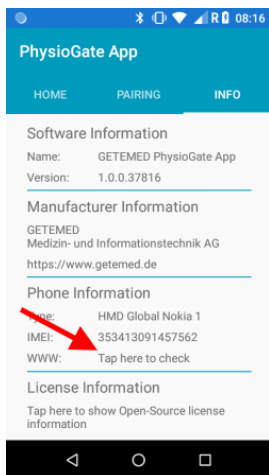 R 08:16
PhysioGate App
HOME PAIRING INFO
Software Information
Name: GETEMED PhysioGate App
Version: 1.0.0.37816
Manufacturer Information
GETEMED
Medizin- und Informationstechnik AG
https://www.getemed.de
Phone Information
Type: HMD Global Nokia 1
IMEI: 353413091457562
WWW: Tap here to check
License Information
Tap here to show Open-Source license
information